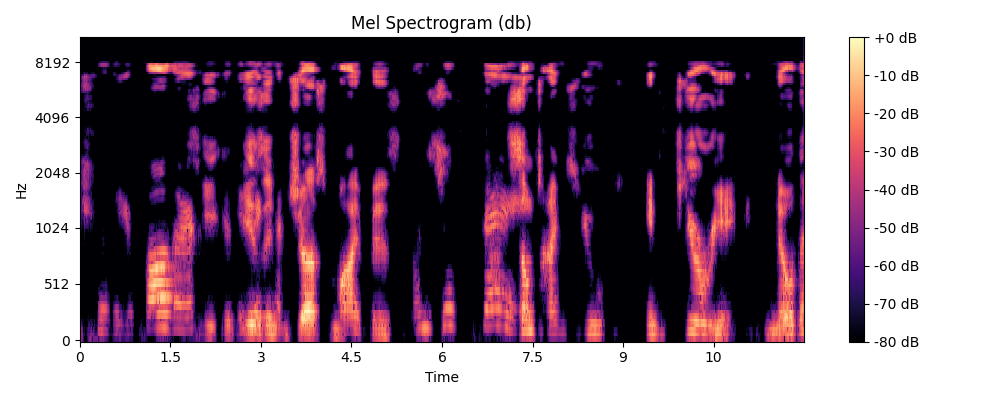 Mel Spectrogram (db)
Hz
8192
4096
2048
1024
512
0
0 1.5 3 4.5 6 7.5 9 10
Time
+0 dB
-10 dB
-20 dB
-30 dB
-40 dB
-50 dB
-60 dB
-70 dB
-80 dB